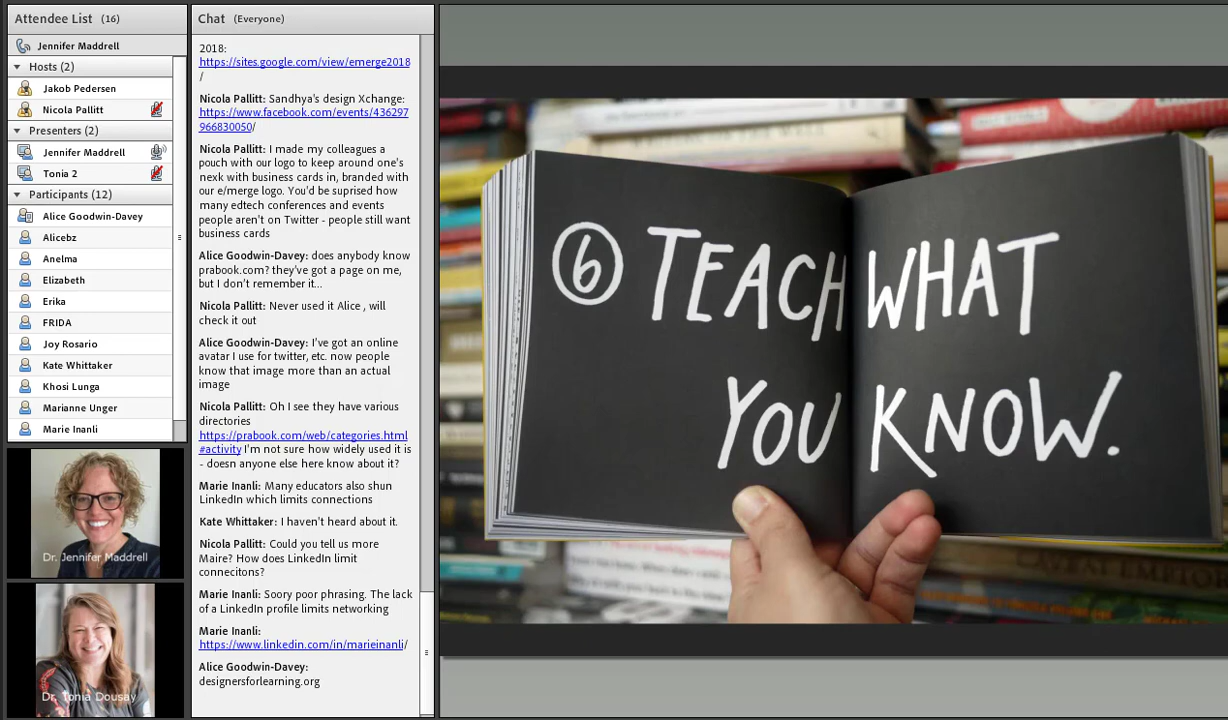 Attendee List (16)
Jennifer Maddrell
Hosts (2)
Jakob Pedersen
Nicola Pallitt
Presenters (2)
Jennifer Maddrell
Tonia 2
Participants (12)
Alice Goodwin-Davey
Alicebz
Anelma
Elizabeth
Erika
FRIDA
Joy Rosario
Kate Whittaker
Khosi Lunga
Marianne Unger
Marie Inanli
Dr. Jennifer Maddrell
Dr. Tonia Dousay
Chat (Everyone)
2018:
https://sites.google.com/view/emerge2018
/
Nicola Pallitt: Sandhya's design Xchange:
https://www.facebook.com/events/436297
966830050/
Nicola Pallitt: I made my colleagues a
pouch with our logo to keep around one's
nexk with business cards in, branded with
our e/merge logo. You'd be suprised how
many edtech conferences and events
people aren't on Twitter - people still want
business cards
Alice Goodwin-Davey: does anybody know
prabook.com? they've got a page on me,
but I don't remember it...
Nicola Pallitt: Never used it Alice , will
check it out
Alice Goodwin-Davey: I've got an online
avatar I use for twitter, etc. now people
know that image more than an actual
image
Nicola Pallitt: Oh I see they have various
directories
https://prabook.com/web/categories.html
#activity I'm not sure how widely used it is
- doesn anyone else here know about it?
Marie Inanli: Many educators also shun
LinkedIn which limits connections
Kate Whittaker: I haven't heard about it.
Nicola Pallitt: Could you tell us more
Maire? How does LinkedIn limit
connecitons?
Marie Inanli: Soory poor phrasing. The lack
of a LinkedIn profile limits networking
Marie Inanli:
https://www.linkedin.com/in/marieinanli/
Alice Goodwin-Davey:
designersforlearning.org
6 TEACH WHAT
YOU KNOW.